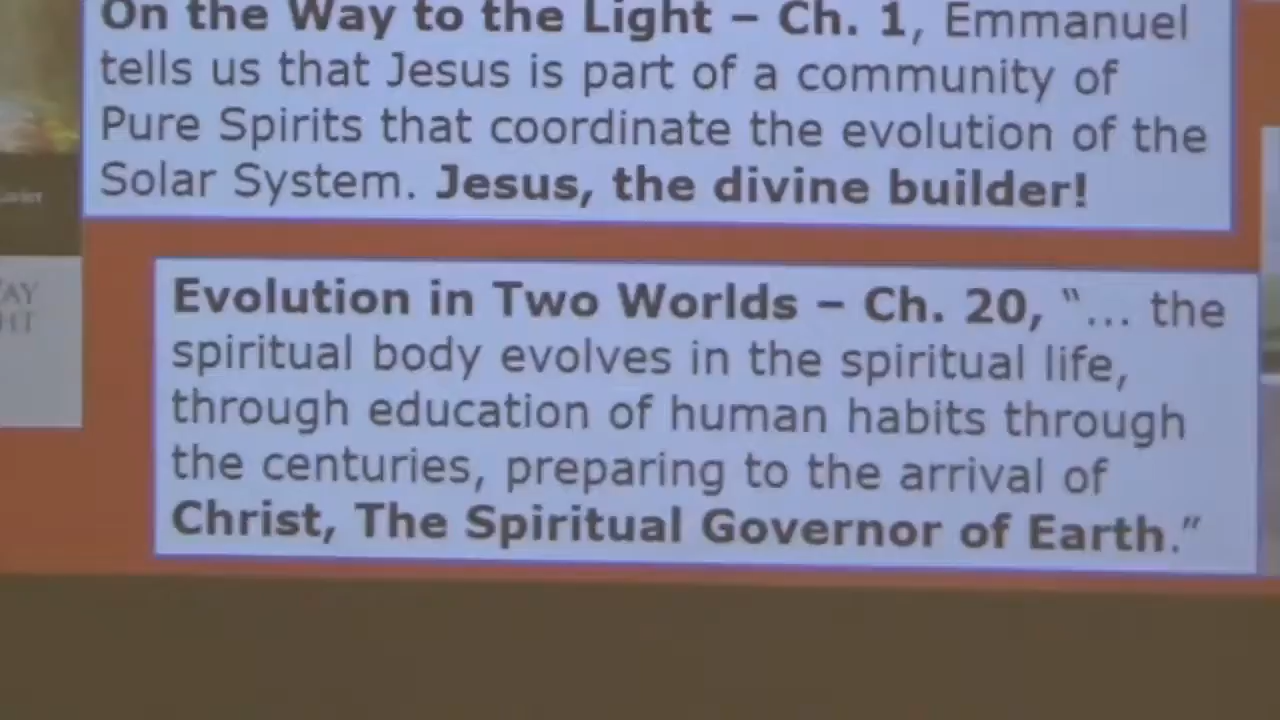 On the Way to the Light – Ch. 1, Emmanuel
tells us that Jesus is part of a community of
Pure Spirits that coordinate the evolution of the
Solar System. Jesus, the divine builder!
Evolution in Two Worlds – Ch. 20, “... the
spiritual body evolves in the spiritual life,
through education of human habits through
the centuries, preparing to the arrival of
Christ, The Spiritual Governor of Earth.”